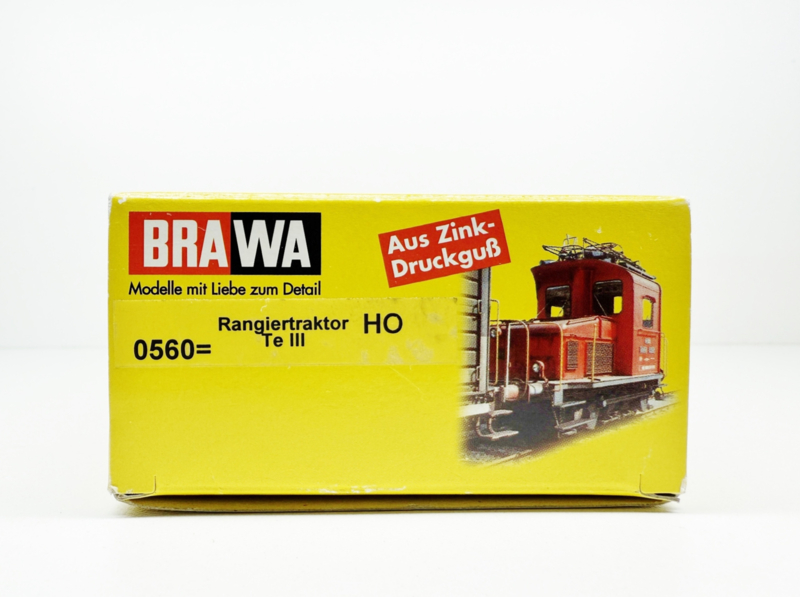 BRAWA
Modelle mit Liebe zum Detail
Aus Zink-
Druckguß
0560=
Rangiertraktor HO
Te III